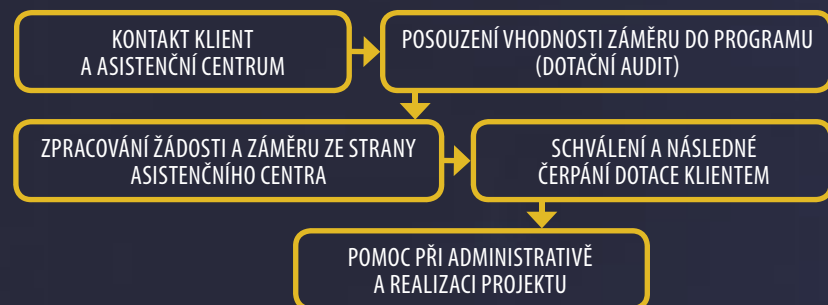 KONTAKT KLIENT
A ASISTENČNÍ CENTRUM
POSOUZENÍ VHODNOSTI ZÁMĚRU DO PROGRAMU
(DOTAČNÍ AUDIT)
ZPRACOVÁNÍ ŽÁDOSTI A ZÁMĚRU ZE STRANY
ASISTENČNÍHO CENTRA
SCHVÁLENÍ A NÁSLEDNÉ
ČERPÁNÍ DOTACE KLIENTEM
POMOC PŘI ADMINISTRATIVĚ
A REALIZACI PROJEKTU